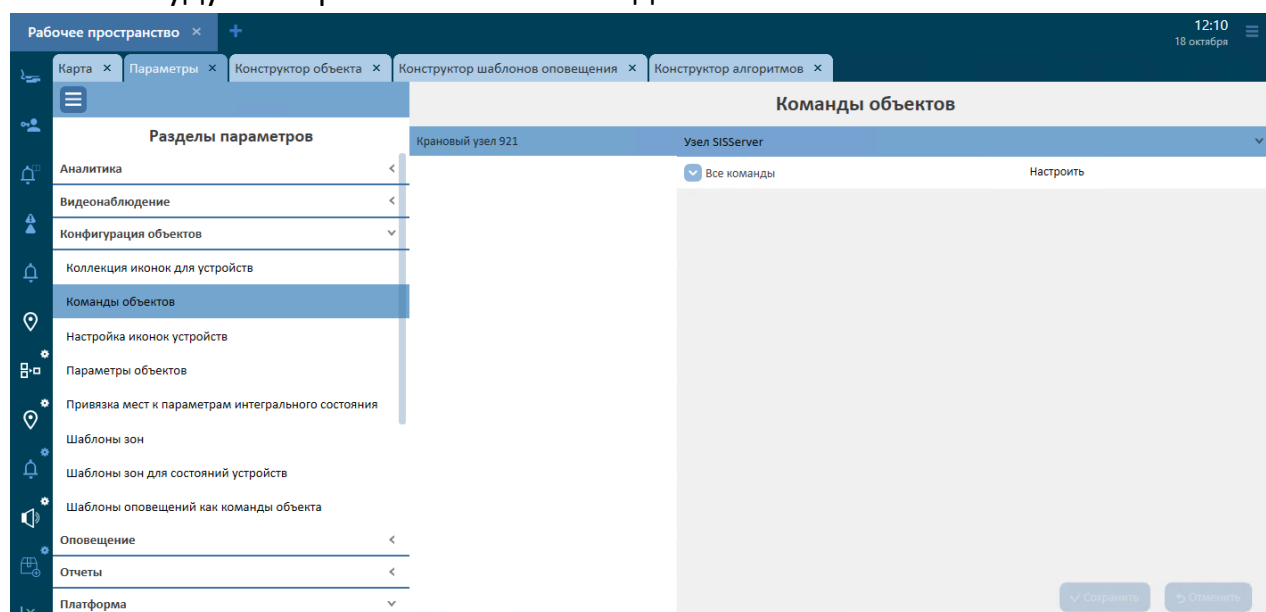 Рабочее пространство × +
12:10
18 октября
Карта × Параметры × Конструктор объекта × Конструктор шаблонов оповещения × Конструктор алгоритмов ×
Команды объектов
Разделы параметров
Крановый узел 921
Узел SISServer
Аналитика
Все команды
Настроить
Видеонаблюдение
Конфигурация объектов
Коллекция иконок для устройств
Команды объектов
Настройка иконок устройств
Параметры объектов
Привязка мест к параметрам интегрального состояния
Шаблоны зон
Шаблоны зон для состояний устройств
Шаблоны оповещений как команды объекта
Оповещение
Отчеты
Платформа
Сохранить
Отменить